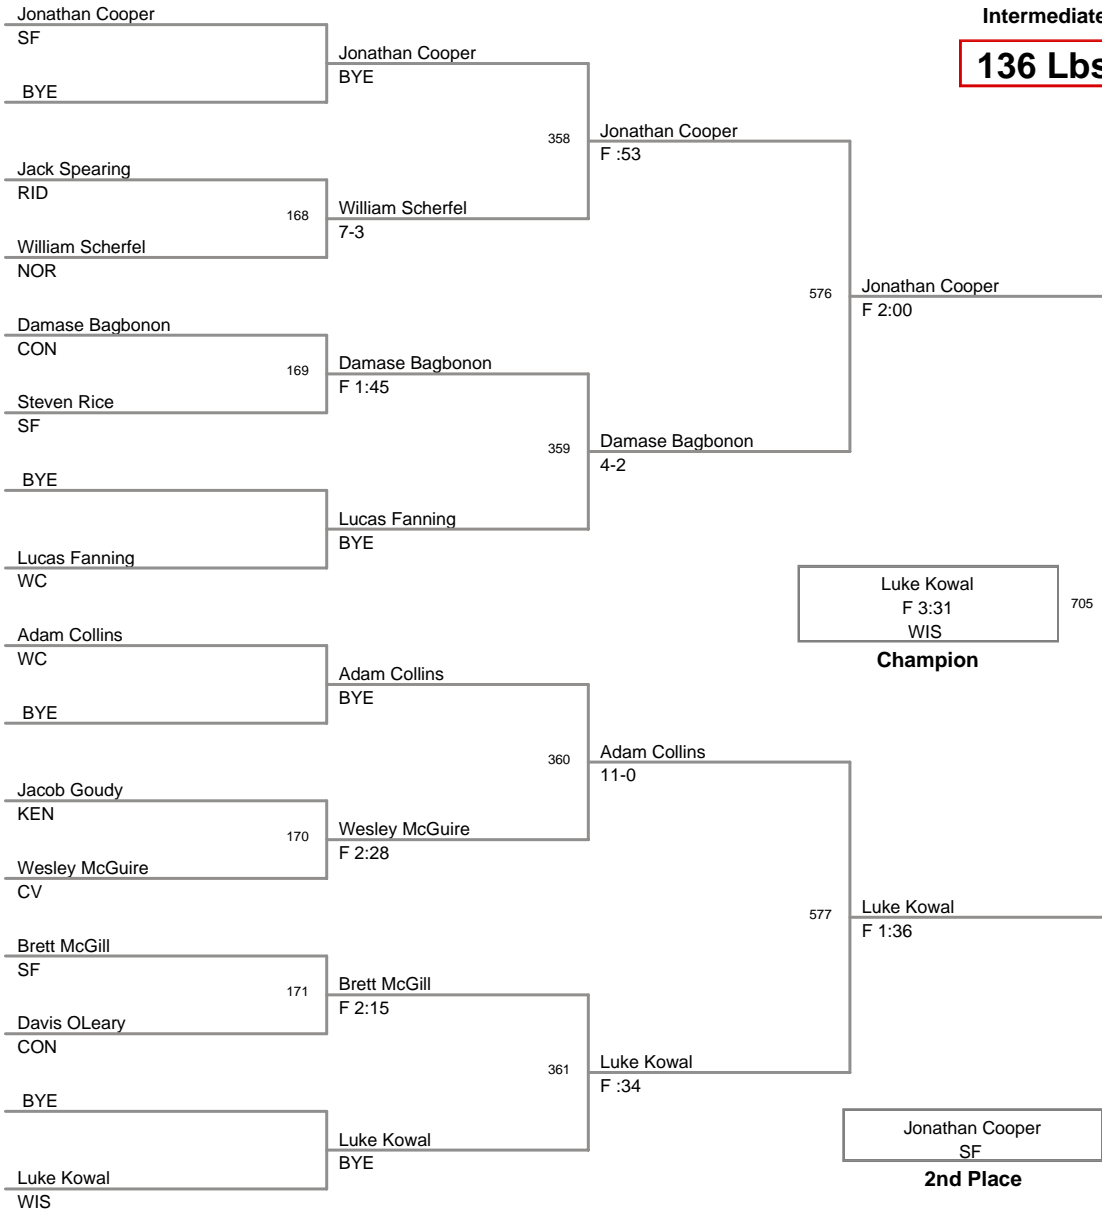 Jonathan Cooper
SF
BYE
Jack Spearing
RID
William Scherfel
NOR
Damase Bagbonon
CON
Steven Rice
SF
BYE
Lucas Fanning
WC
Adam Collins
WC
BYE
Jacob Goudy
KEN
Wesley McGuire
CV
Brett McGill
SF
Davis OLeary
CON
BYE
Luke Kowal
WIS
Jonathan Cooper
BYE
168
William Scherfel
7-3
169
Damase Bagbonon
F 1:45
Lucas Fanning
BYE
Adam Collins
BYE
170
Wesley McGuire
F 2:28
171
Brett McGill
F 2:15
Luke Kowal
BYE
358
Jonathan Cooper
F :53
359
Damase Bagbonon
4-2
360
Adam Collins
11-0
361
Luke Kowal
F :34
576
Jonathan Cooper
F 2:00
577
Luke Kowal
F 1:36
Intermediate
136 Lbs
Luke Kowal
F 3:31
WIS
705
Champion
Jonathan Cooper
SF
2nd Place